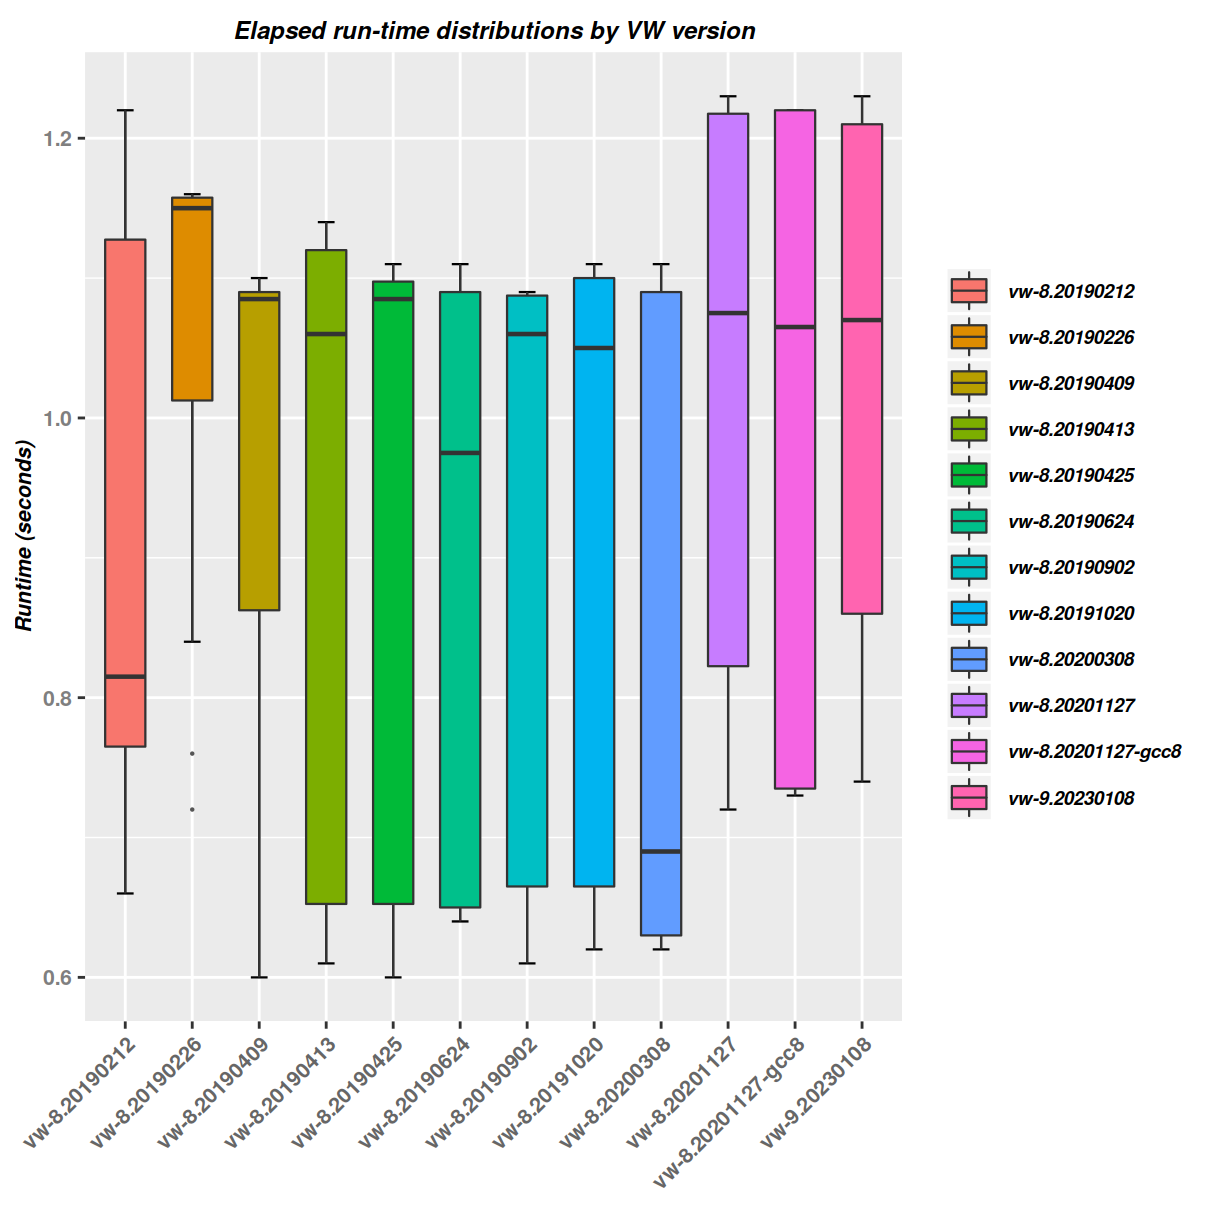 Elapsed run-time distributions by VW version
Runtime (seconds)
1.2
1.0
0.8
0.6
vw-8.20190212
vw-8.20190226
vw-8.20190409
vw-8.20190413
vw-8.20190425
vw-8.20190624
vw-8.20190902
vw-8.20191020
vw-8.20200308
vw-8.20201127
vw-8.20201127-gcc8
vw-9.20230108
vw-8.20190212
vw-8.20190226
vw-8.20190409
vw-8.20190413
vw-8.20190425
vw-8.20190624
vw-8.20190902
vw-8.20191020
vw-8.20200308
vw-8.20201127
vw-8.20201127-gcc8
vw-9.20230108